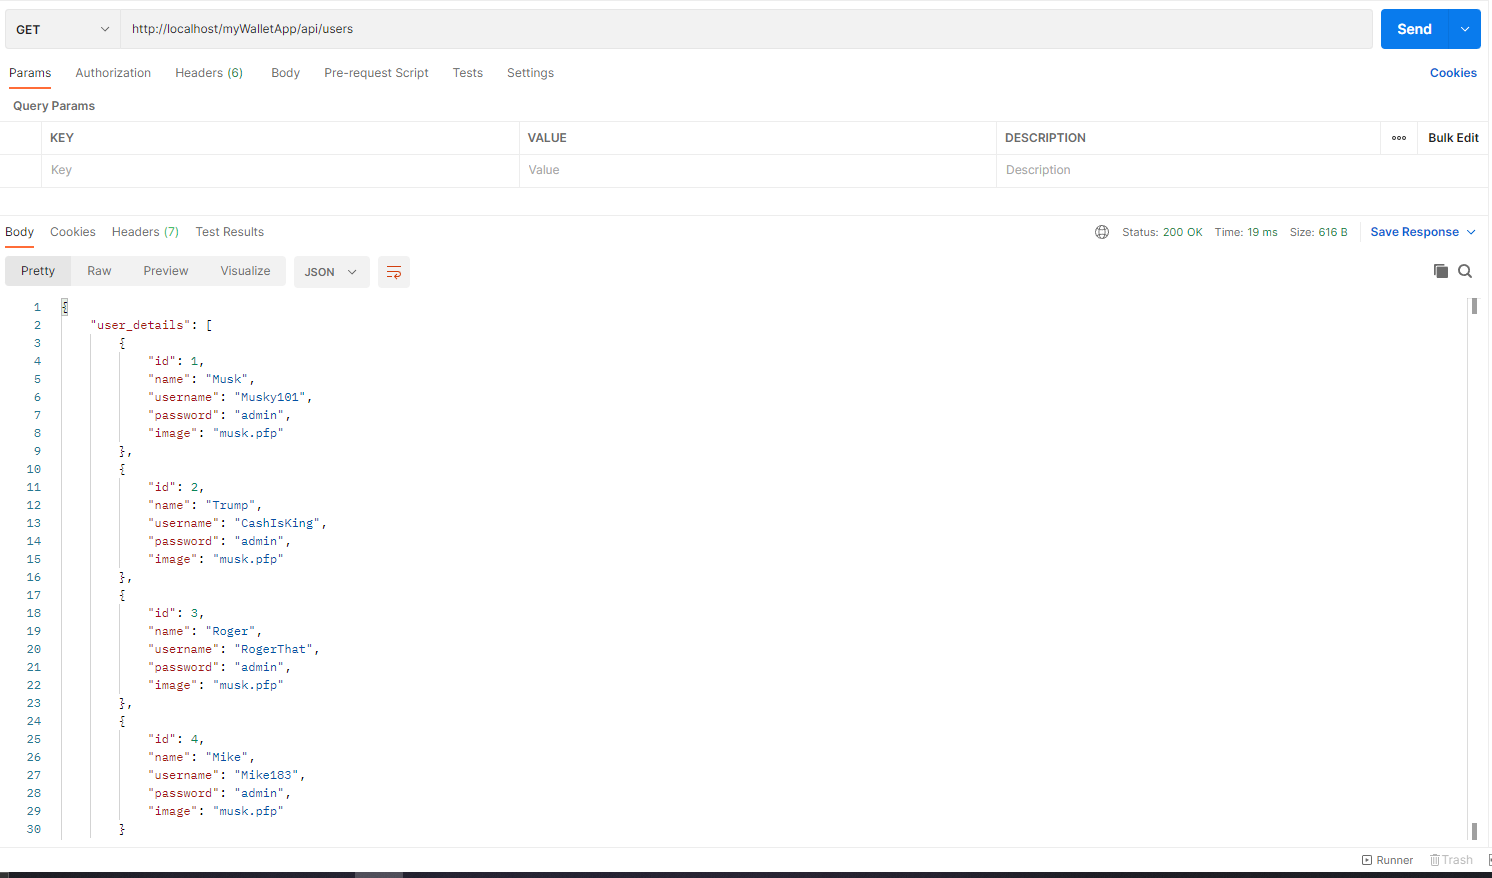 GET http://localhost/myWalletApp/api/users Send
Params Authorization Headers (6) Body Pre-request Script Tests Settings Cookies
Query Params
KEY VALUE DESCRIPTION ooo Bulk Edit
Key Value Description
Body Cookies Headers (7) Test Results Status: 200 OK Time: 19 ms Size: 616 B Save Response
Pretty Raw Preview Visualize JSON
1 {
2 "user_details": [
3 {
4 "id": 1,
5 "name": "Musk",
6 "username": "Musky101",
7 "password": "admin",
8 "image": "musk.pfp"
9 },
10 {
11 "id": 2,
12 "name": "Trump",
13 "username": "CashIsKing",
14 "password": "admin",
15 "image": "musk.pfp"
16 },
17 {
18 "id": 3,
19 "name": "Roger",
20 "username": "RogerThat",
21 "password": "admin",
22 "image": "musk.pfp"
23 },
24 {
25 "id": 4,
26 "name": "Mike",
27 "username": "Mike183",
28 "password": "admin",
29 "image": "musk.pfp"
30 }
Runner Trash